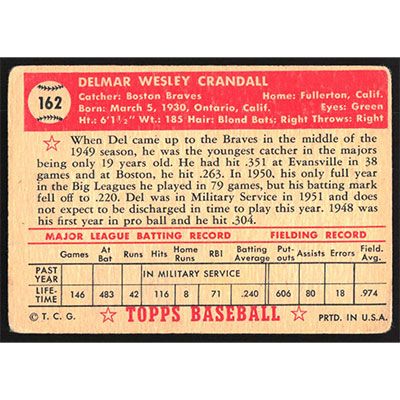 162
DELMAR WESLEY CRANDALL
Catcher: Boston Braves Home: Fullerton, Calif.
Born: March 5, 1930, Ontario, Calif. Eyes: Green
Ht.: 6'1½" Wt.: 185 Hair: Blond Bats; Right Throws: Right
When Del came up to the Braves in the middle of the
1949 season, he was the youngest catcher in the majors
being only 19 years old. He had hit .351 at Evansville in 38
games and at Boston, he hit .263. In 1950, his only full year
in the Big Leagues he played in 79 games, but his batting mark
fell off to .220. Del was in Military Service in 1951 and does
not expect to be discharged in time to play this year. 1948 was
his first year in pro ball and he hit .304.
MAJOR LEAGUE BATTING RECORD FIELDING RECORD
Games At Bat Runs Hits Home Runs RBI Batting Average Put-outs Assists Errors Field. Avg.
PAST YEAR IN MILITARY SERVICE
LIFE-TIME 146 483 42 116 8 71 .240 606 80 18 .974
© T. C. G. TOPPS BASEBALL PRTD. IN U.S.A.